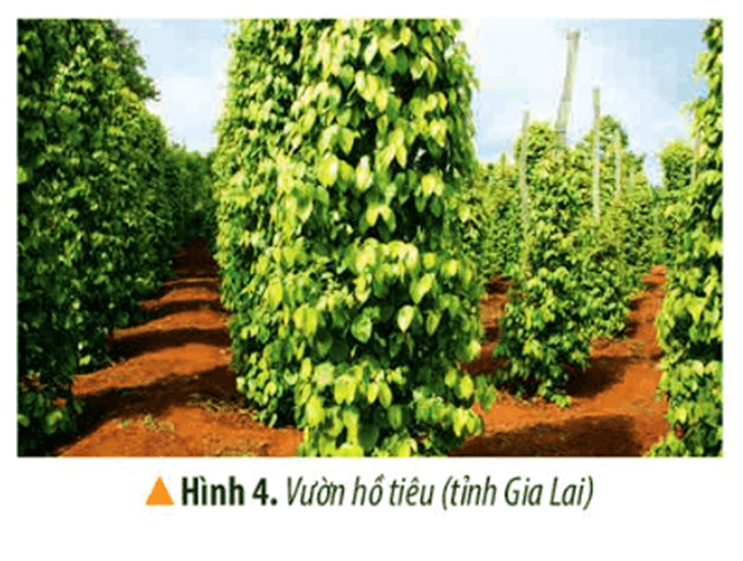 ▲ Hình 4. Vườn hồ tiêu (tỉnh Gia Lai)